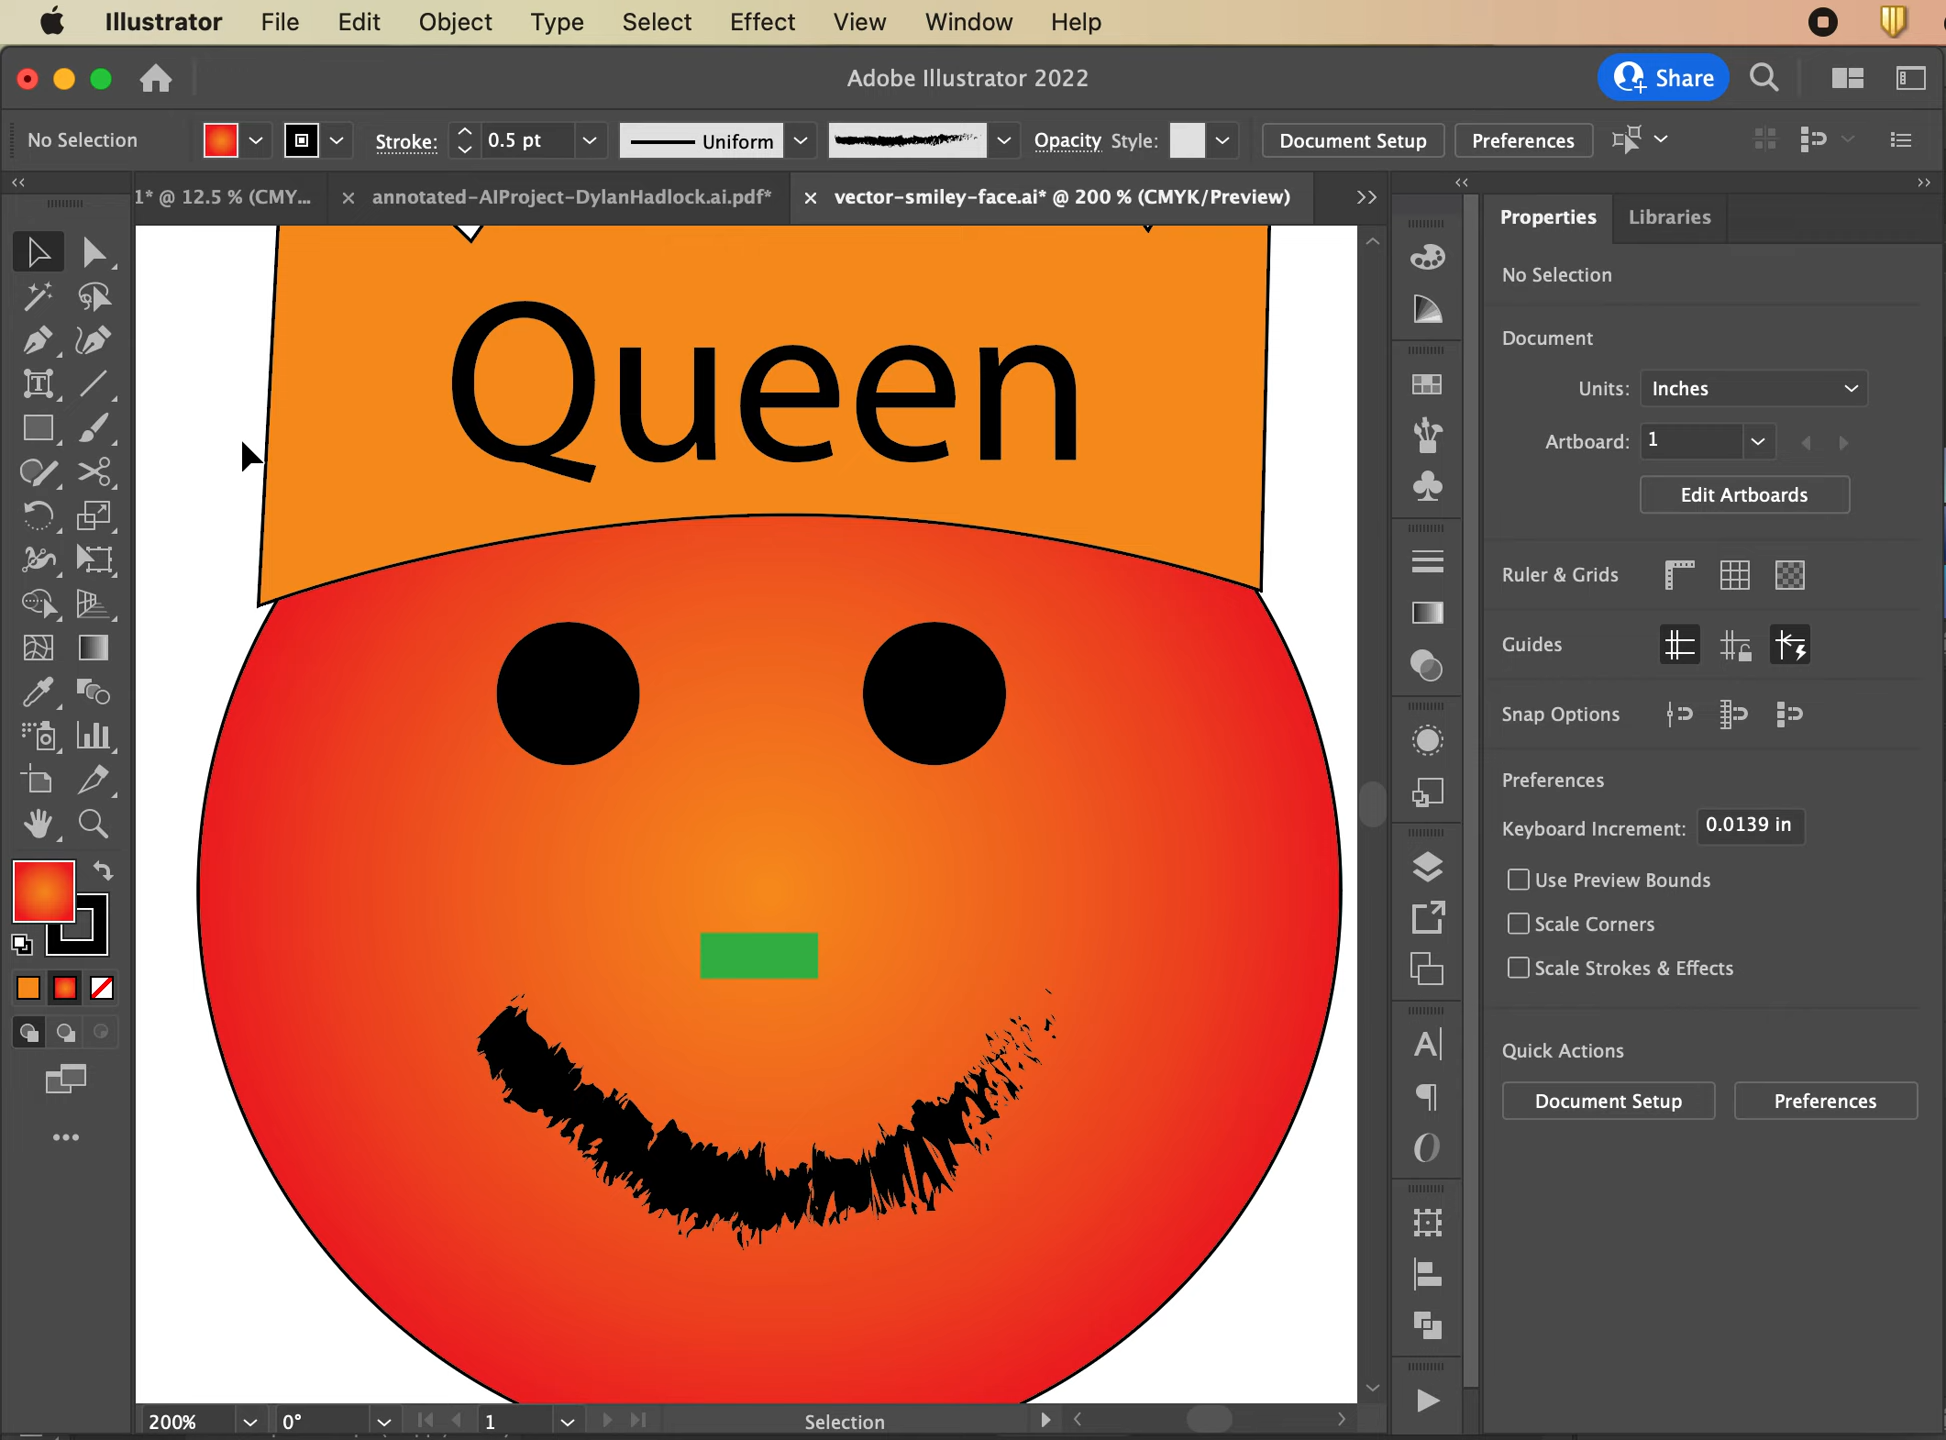 Illustrator File Edit Object Type Select Effect View Window Help
Adobe Illustrator 2022
Share
No Selection
Stroke: 0.5 pt
Uniform
Opacity Style:
Document Setup
Preferences
1* @ 12.5 % (CMY...
annotated-AIProject-DylanHadlock.ai.pdf*
vector-smiley-face.ai* @ 200 % (CMYK/Preview)
Properties Libraries
No Selection
Document
Units: Inches
Artboard: 1
Edit Artboards
Ruler & Grids
Guides
Snap Options
Preferences
Keyboard Increment: 0.0139 in
Use Preview Bounds
Scale Corners
Scale Strokes & Effects
Quick Actions
Document Setup
Preferences
Queen
200% 0° 1 Selection